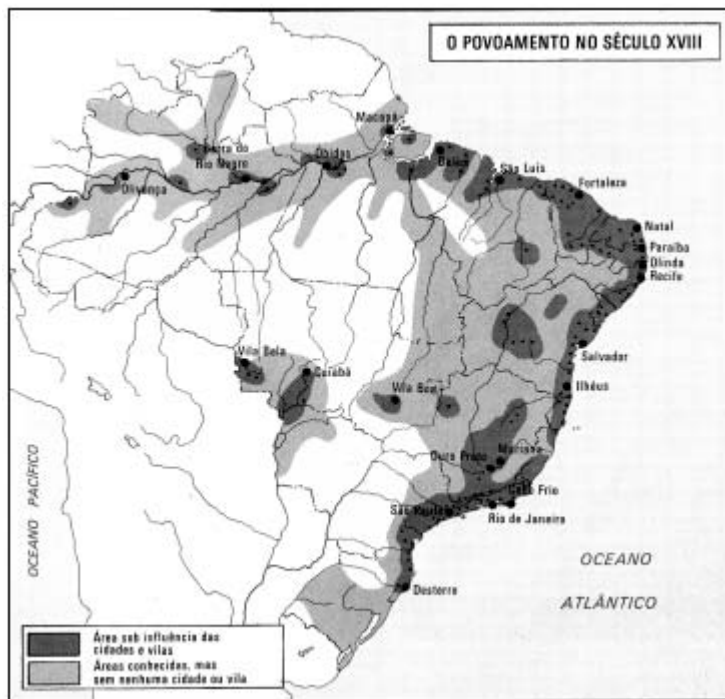 O POVOAMENTO NO SÉCULO XVIII
Macapá
Barra do
Rio Negro
Óbidos
Belém
São Luís
Olivença
Fortaleza
Natal
Paraíba
Olinda
Recife
Vila Bela
Cuiabá
Salvador
Vila Boa
Ilhéus
Ouro Preto
Mariana
Cabo Frio
São Paulo
Rio de Janeiro
OCEANO PACÍFICO
OCEANO
ATLÂNTICO
Desterro
Área sob influência das
cidades e vilas
Áreas conhecidas, mas
sem nenhuma cidade ou vila